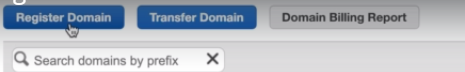 Register Domain Transfer Domain Domain Billing Report
Search domains by prefix